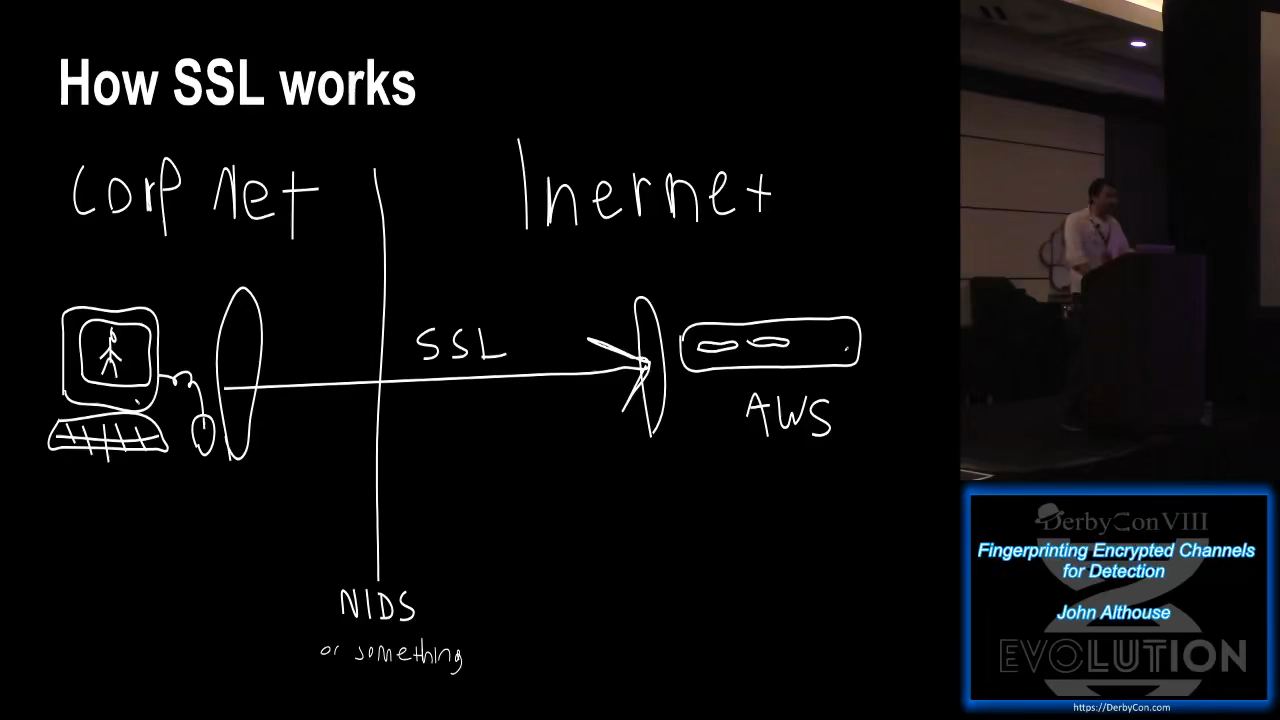 How SSL works
Corp Net
Inernet
SSL
AWS
NIDS
or something
DerbyCon VIII
Fingerprinting Encrypted Channels
for Detection
John Althouse
EVOLUTION
https://DerbyCon.com